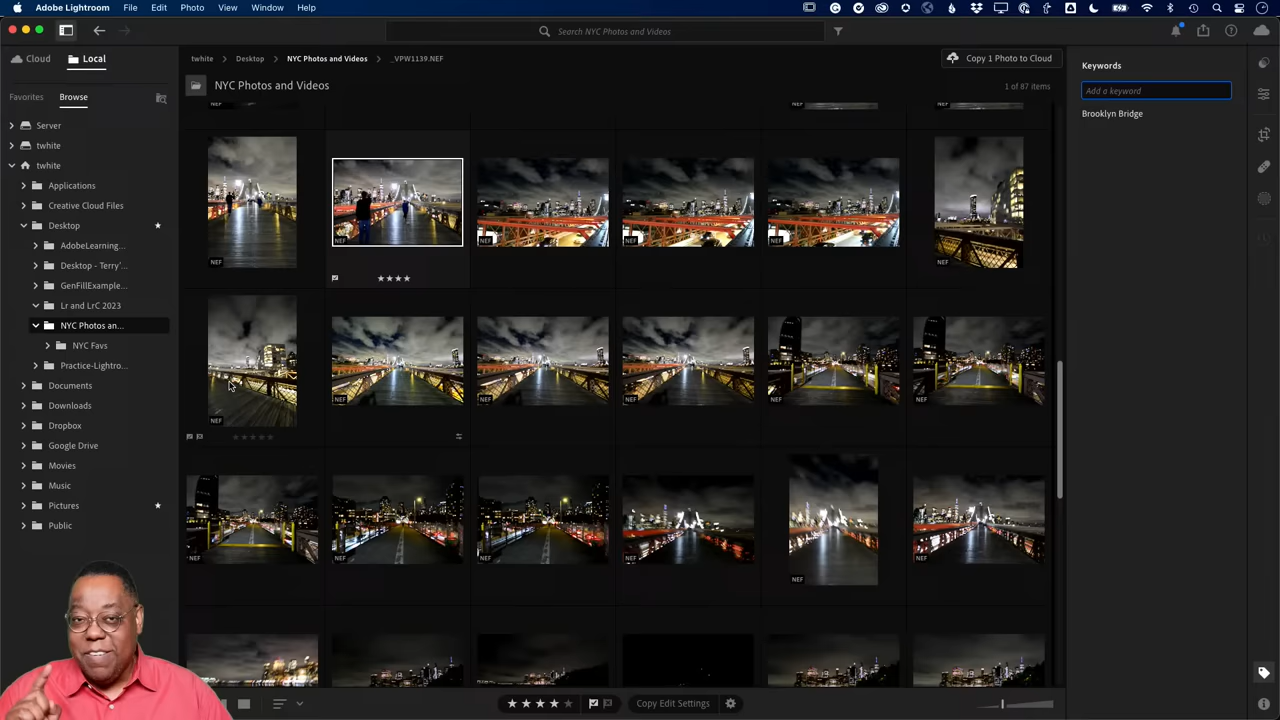 Adobe Lightroom File Edit Photo View Window Help
Search NYC Photos and Videos
Cloud Local
twhite Desktop NYC Photos and Videos _VPW1139.NEF
Copy 1 Photo to Cloud
Keywords
Favorites Browse
NYC Photos and Videos
1 of 87 items
Add a keyword
Brooklyn Bridge
Server
twhite
twhite
Applications
Creative Cloud Files
Desktop
AdobeLearning...
Desktop - Terry'...
GenFillExample...
Lr and LrC 2023
NYC Photos an...
NYC Favs
Practice-Lightro...
Documents
Downloads
Dropbox
Google Drive
Movies
Music
Pictures
Public
NEF NEF
NEF NEF NEF NEF
NEF NEF
NEF NEF NEF NEF NEF
NEF
NEF NEF NEF NEF NEF
NEF
Copy Edit Settings